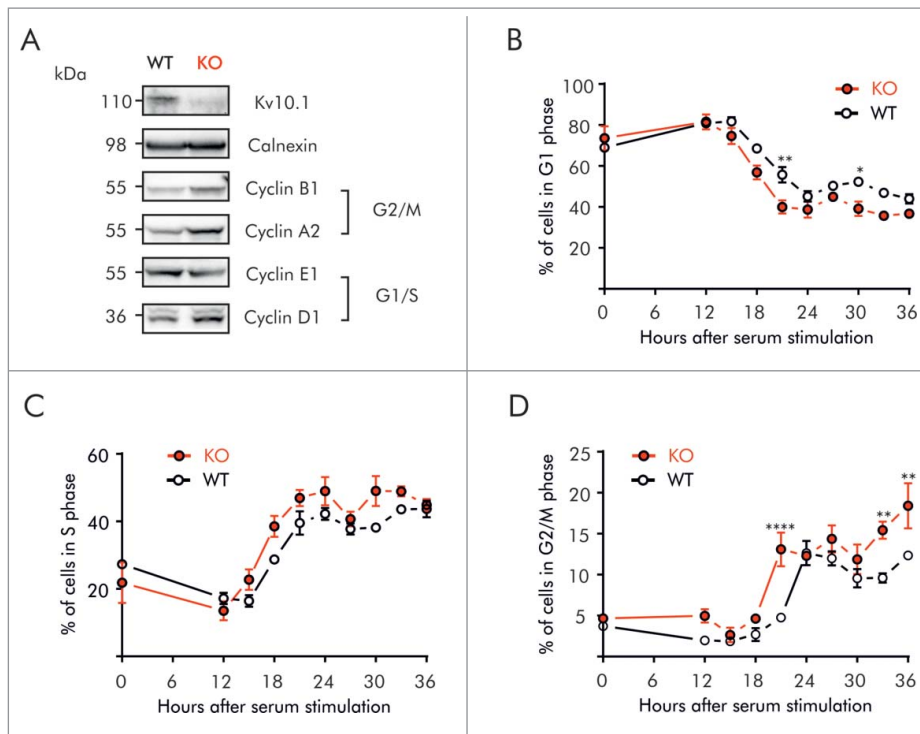 A
WT KO
kDa
110 Kv10.1
98 Calnexin
55 Cyclin B1
G2/M
55 Cyclin A2
55 Cyclin E1
G1/S
36 Cyclin D1
B
KO
WT
% of cells in G1 phase
100
80
60
40
20
**
*
0 6 12 18 24 30 36
Hours after serum stimulation
C
KO
WT
% of cells in S phase
60
40
20
0 6 12 18 24 30 36
Hours after serum stimulation
D
KO
WT
% of cells in G2/M phase
25
20
15
10
5
****
**
**
0 6 12 18 24 30 36
Hours after serum stimulation